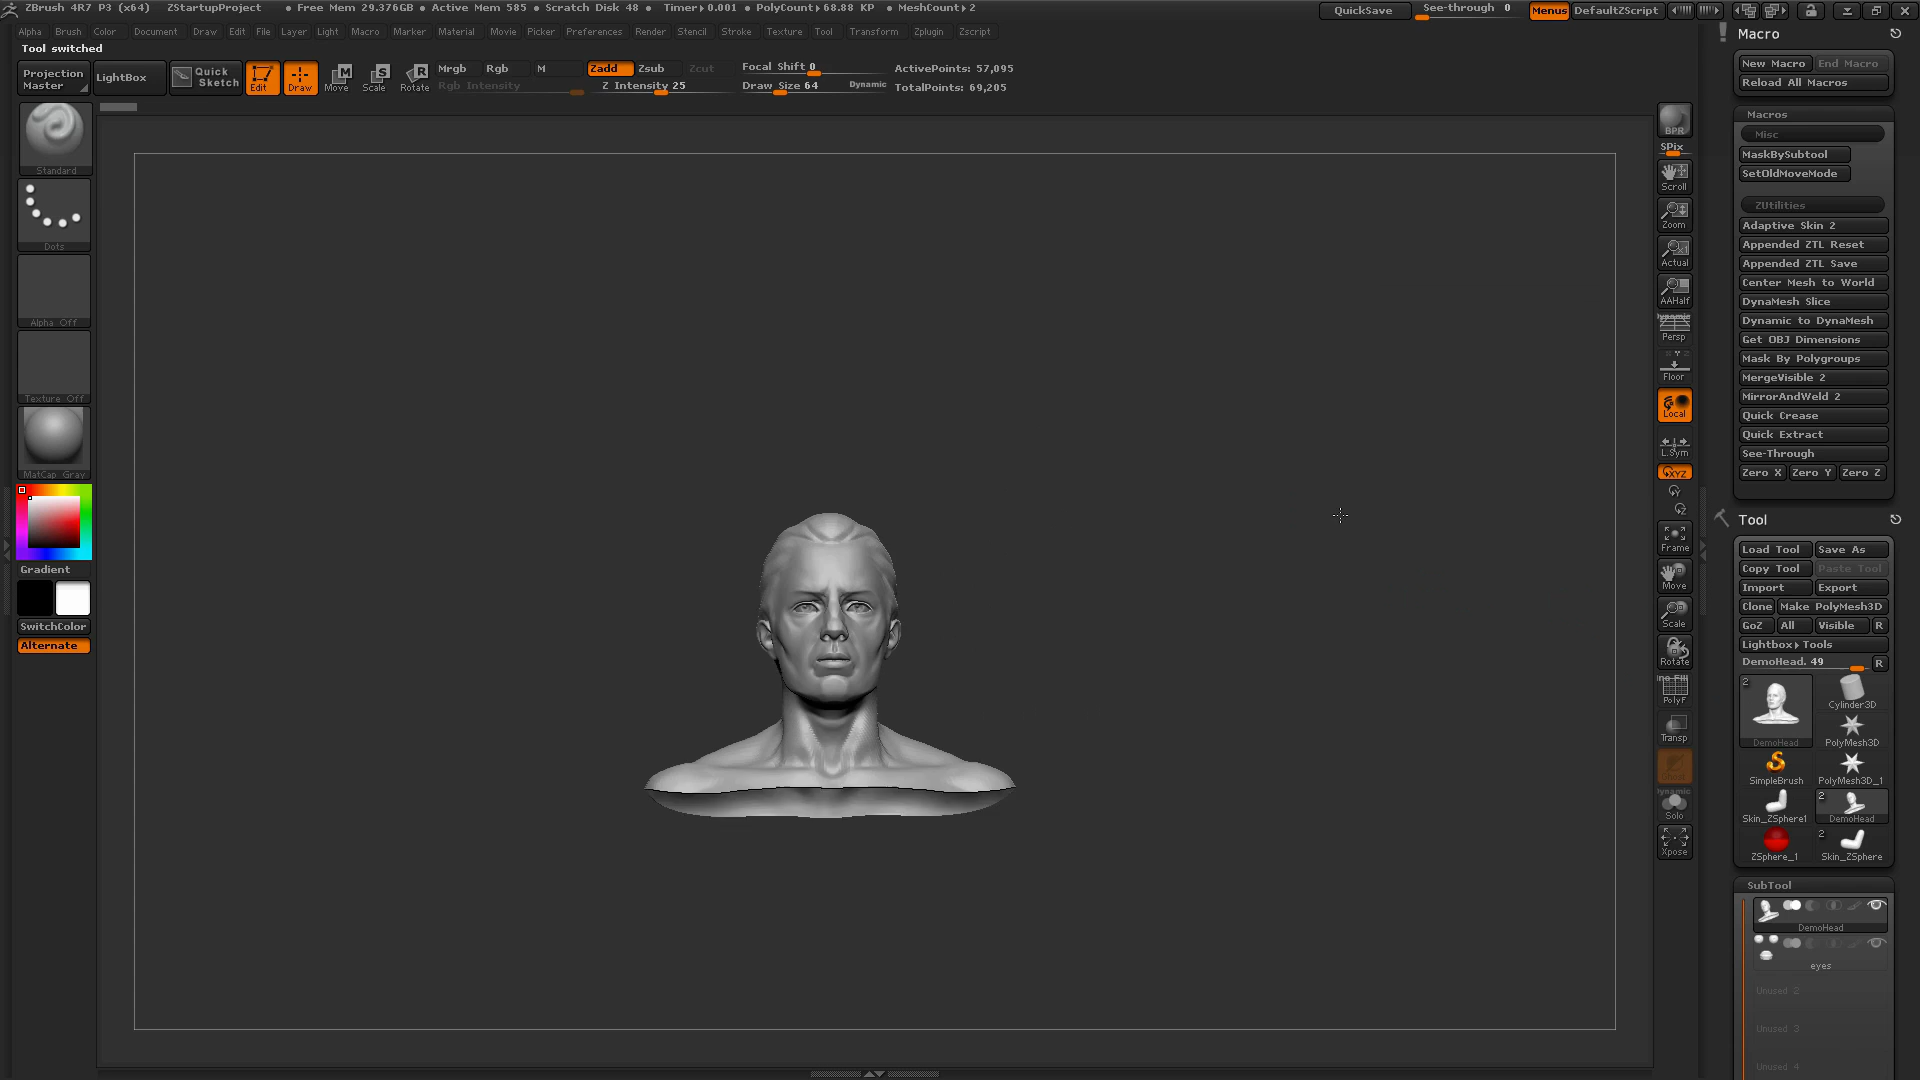 ZBrush 4R7 P3 (x64) ZStartupProject • Free Mem 29.376GB • Active Mem 585 • Scratch Disk 48 • Timer▸0.001 • PolyCount▸68.88 KP • MeshCount▸2 QuickSave See-through 0 Menus DefaultZScript
Alpha Brush Color Document Draw Edit File Layer Light Macro Marker Material Movie Picker Preferences Render Stencil Stroke Texture Tool Transform Zplugin Zscript
Tool switched
Projection Master
LightBox
Quick Sketch
Edit
Draw
Move
Scale
Rotate
Mrgb Rgb M
Rgb Intensity
Zadd Zsub Zcut
Z Intensity 25
Focal Shift 0
Draw Size 64 Dynamic
ActivePoints: 57,095
TotalPoints: 69,205
Standard
Dots
Alpha Off
Texture Off
MatCap Gray
Gradient
SwitchColor
Alternate
BPR
SPix
Scroll
Zoom
Actual
AAHalf
Dynamic
Persp
Floor
Local
L.Sym
XYZ
Frame
Move
Scale
Rotate
PolyF
Transp
Ghost
Dynamic
Solo
Xpose
Macro
New Macro End Macro
Reload All Macros
Macros
Misc
MaskBySubtool
SetOldMoveMode
ZUtilities
Adaptive Skin 2
Appended ZTL Reset
Appended ZTL Save
Center Mesh to World
DynaMesh Slice
Dynamic to DynaMesh
Get OBJ Dimensions
Mask By Polygroups
MergeVisible 2
MirrorAndWeld 2
Quick Crease
Quick Extract
See-Through
Zero X Zero Y Zero Z
Tool
Load Tool Save As
Copy Tool Paste Tool
Import Export
Clone Make PolyMesh3D
GoZ All Visible R
Lightbox▸Tools
DemoHead. 49 R
2
DemoHead
Cylinder3D
PolyMesh3D
SimpleBrush PolyMesh3D_1
2
Skin_ZSphere1 DemoHead
2
ZSphere_1 Skin_ZSphere
SubTool
DemoHead
eyes
Unused 2
Unused 3
Unused 4